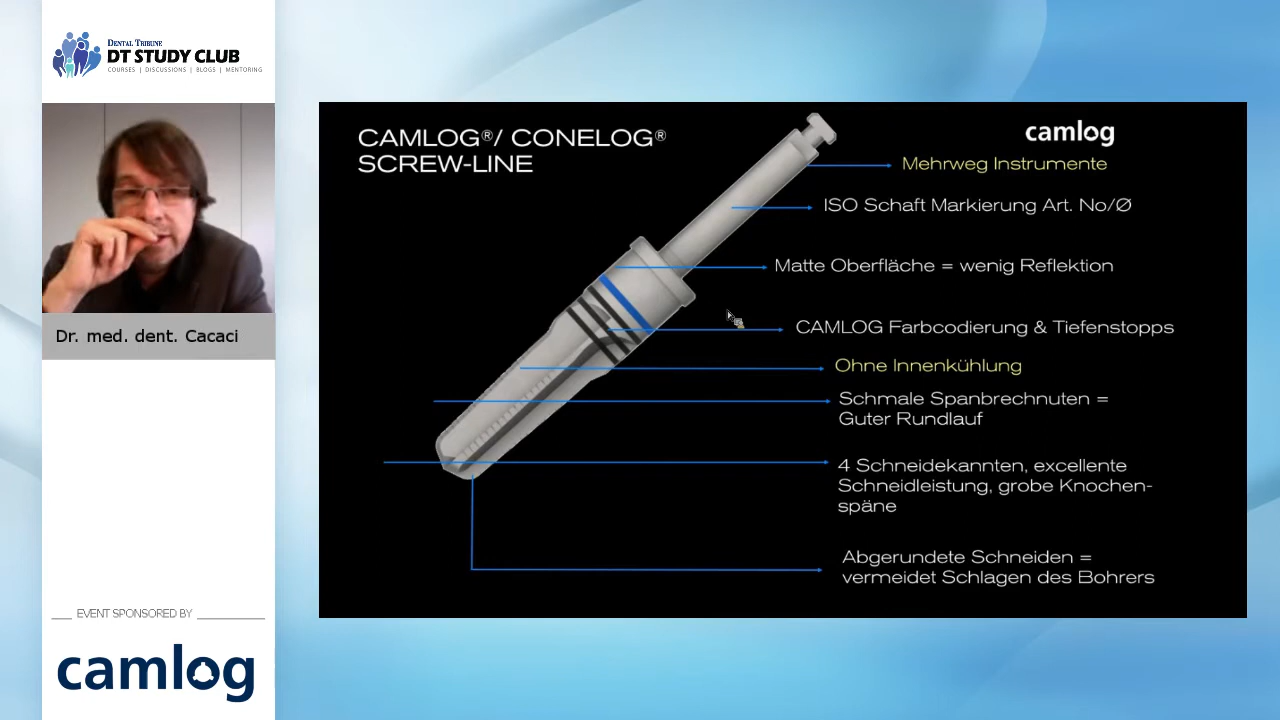 DENTAL TRIBUNE
DT STUDY CLUB
COURSES | DISCUSSIONS | BLOGS | MENTORING
Dr. med. dent. Cacaci
EVENT SPONSORED BY
camlog
CAMLOG®/ CONELOG®
SCREW-LINE
camlog
Mehrweg Instrumente
ISO Schaft Markierung Art. No/Ø
Matte Oberfläche = wenig Reflektion
CAMLOG Farbcodierung & Tiefenstopps
Ohne Innenkühlung
Schmale Spanbrechnuten =
Guter Rundlauf
4 Schneidekannten, excellente
Schneidleistung, grobe Knochen-
späne
Abgerundete Schneiden =
vermeidet Schlagen des Bohrers